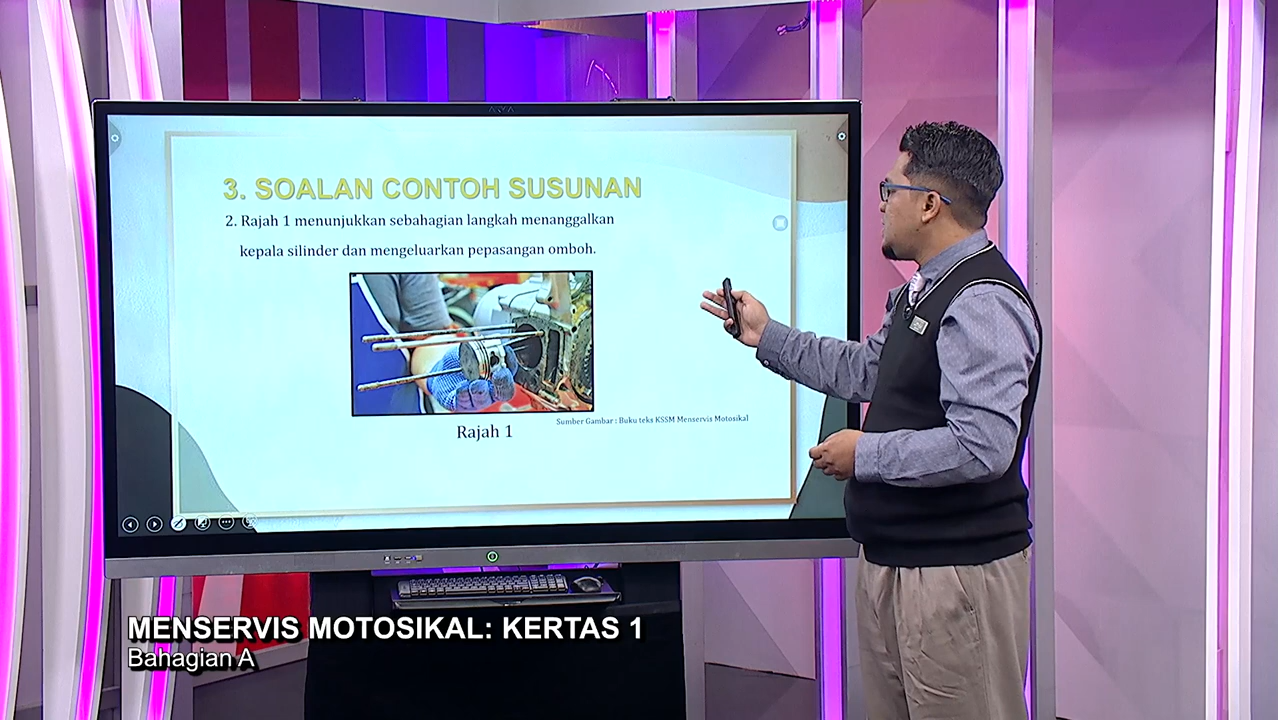 3. SOALAN CONTOH SUSUNAN
2. Rajah 1 menunjukkan sebahagian langkah menanggalkan
kepala silinder dan mengeluarkan pepasangan omboh.
Sumber Gambar : Buku teks KSSM Menservis Motosikal
Rajah 1
MENSERVIS MOTOSIKAL: KERTAS 1
Bahagian A